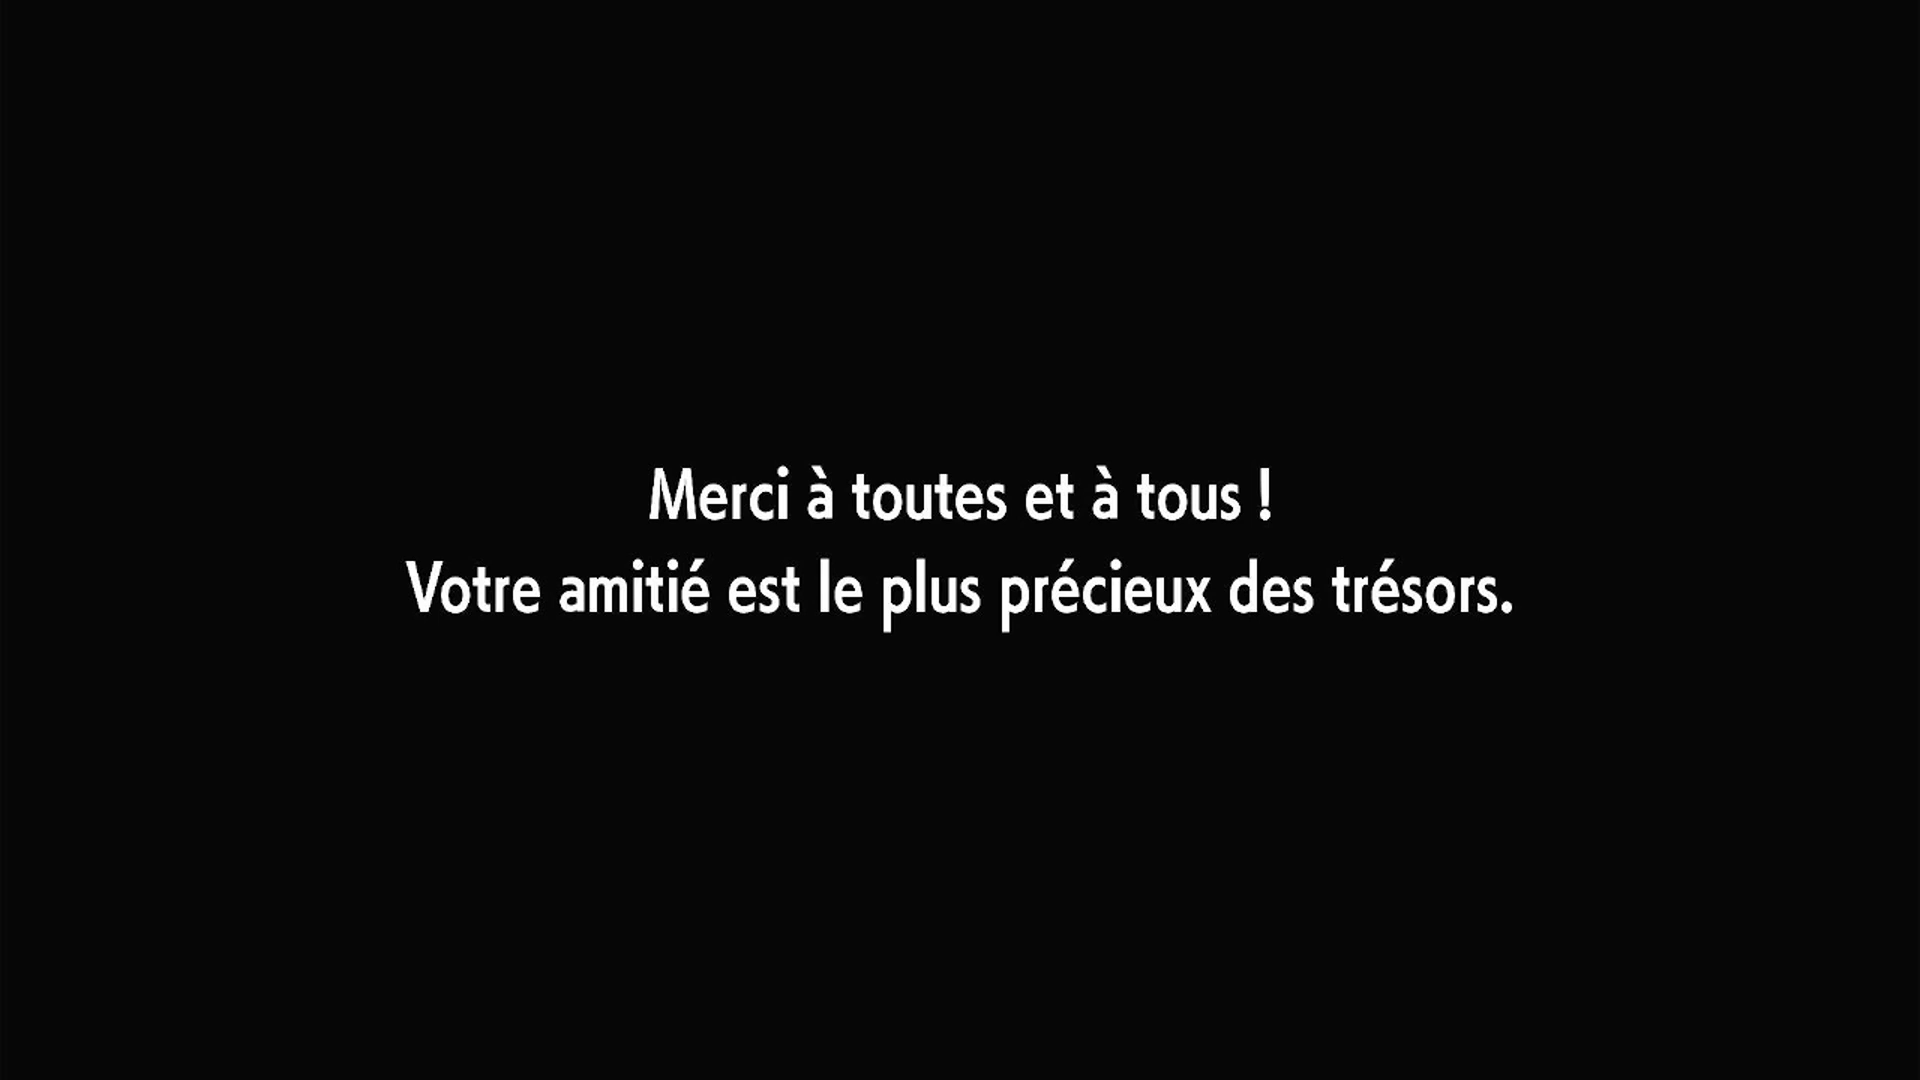 Merci à toutes et à tous !
Votre amitié est le plus précieux des trésors.